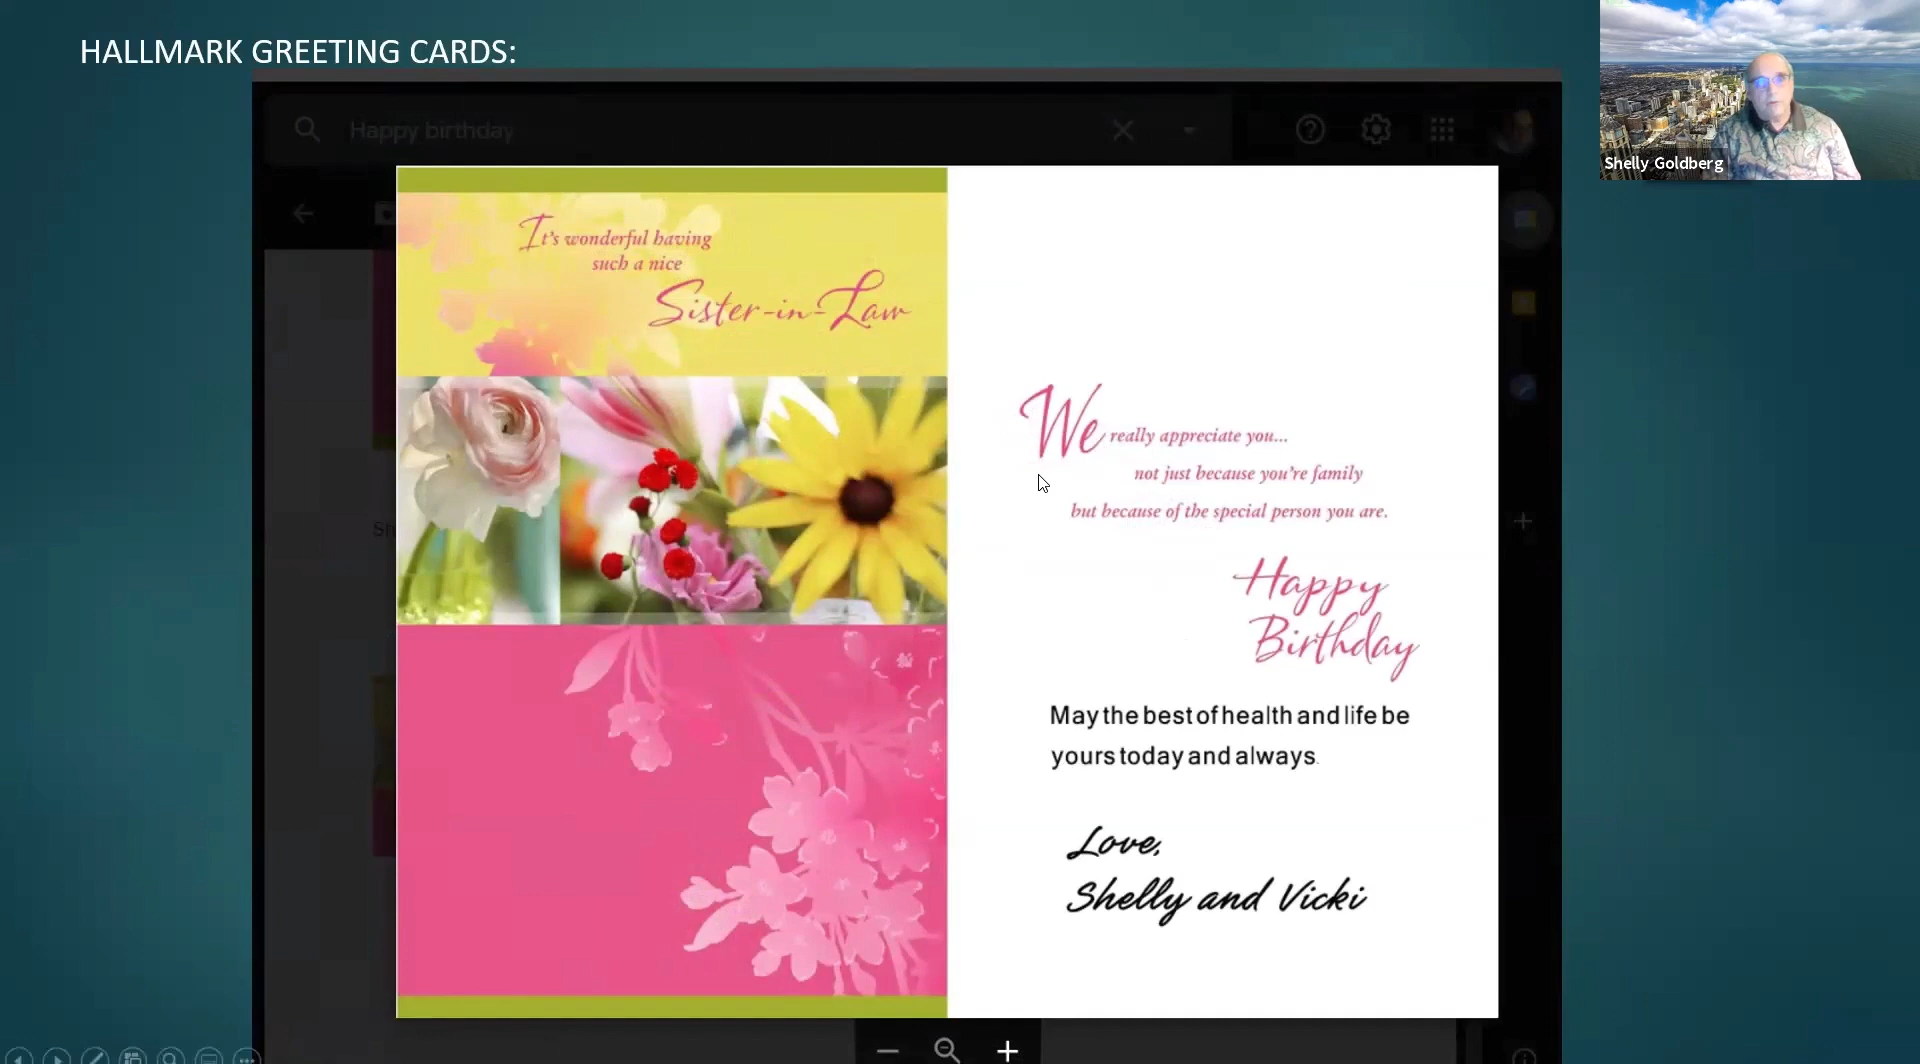 HALLMARK GREETING CARDS:
Happy birthday
Shelly Goldberg
It's wonderful having
such a nice
Sister-in-Law
We really appreciate you...
not just because you're family
but because of the special person you are.
Happy
Birthday
May the best of health and life be
yours today and always.
Love,
Shelly and Vicki